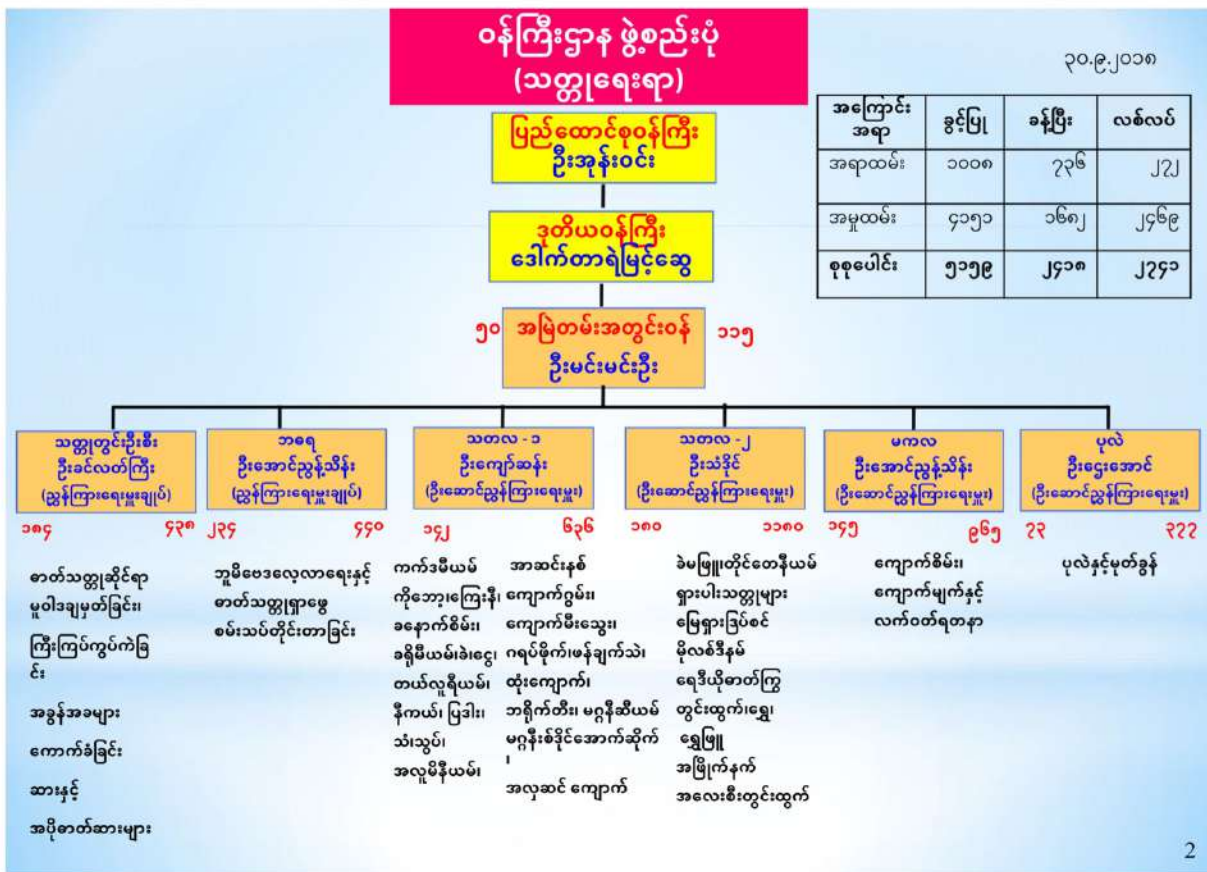 ဝန်ကြီးဌာန ဖွဲ့စည်းပုံ
(သတ္တုရေးရာ)
၃၀.၉.၂၀၁၈
အကြောင်း
အရာ
ခွင့်ပြု
ခန့်ပြီး
လစ်လပ်
အရာထမ်း ၁၀၀၈ ၇၃၆ ၂၇၂
အမှုထမ်း ၄၁၅၁ ၁၆၈၂ ၂၄၆၉
စုစုပေါင်း ၅၁၅၉ ၂၄၁၈ ၂၇၄၁
ပြည်ထောင်စုဝန်ကြီး
ဦးအုန်းဝင်း
ဒုတိယဝန်ကြီး
ဒေါက်တာရဲမြင့်ဆွေ
၅၀ အမြဲတမ်းအတွင်းဝန် ၁၁၅
ဦးမင်းမင်းဦး
သတ္တုတွင်းဦးစီး
ဦးခင်လတ်ကြီး
(ညွှန်ကြားရေးမှူးချုပ်)
၁၈၄ ၄၃၈
ဓာတ်သတ္တုဆိုင်ရာ
မူဝါဒချမှတ်ခြင်း၊
ကြီးကြပ်ကွပ်ကဲခြ
င်း
အခွန်အခများ
ကောက်ခံခြင်း
ဆားနှင့်
အပိုဓာတ်ဆားများ
ဘဓရ
ဦးအောင်ညွန့်သိန်း
(ညွှန်ကြားရေးမှူးချုပ်)
၂၃၄ ၄၄၀
ဘူမိဗေဒလေ့လာရေးနှင့်
ဓာတ်သတ္တုရှာဖွေ
စမ်းသပ်တိုင်းတာခြင်း
သတလ - ၁
ဦးကျော်ဆန်း
(ဦးဆောင်ညွှန်ကြားရေးမှူး)
၁၄၂ ၆၃၆
ကက်ဒမီယမ်
ကိုဘော့၊ကြေးနီ၊
ခနောက်စိမ်း၊
ခရိုမီယမ်၊ခဲ၊ငွေ၊
တယ်လူရီယမ်၊
နီကယ်၊ ပြဒါး၊
သံ၊သွပ်၊
အလူမိနီယမ်၊
အာဆင်းနစ်
ကျောက်ဂွမ်း၊
ကျောက်မီးသွေး၊
ဂရပ်ဖိုက်၊ဖန်ချက်သဲ၊
ထုံးကျောက်၊
ဘရိုက်တီး၊ မဂ္ဂနီဆီယမ်
မဂ္ဂနီးစ်ဒိုင်အောက်ဆိုက်
၊
အလှဆင် ကျောက်
သတလ -၂
ဦးသံဒိုင်
(ဦးဆောင်ညွှန်ကြားရေးမှူး)
၁၈၀ ၁၁၈၀
ခဲမဖြူ၊တိုင်တေနီယမ်
ရှားပါးသတ္တုများ
မြေရှားဒြပ်စင်
မိုလစ်ဒီနမ်
ရေဒီယိုဓာတ်ကြွ
တွင်းထွက်၊ရွှေ၊
ရွှေဖြူ
အဖြိုက်နက်
အလေးစီးတွင်းထွက်
မကလ
ဦးအောင်ညွန့်သိန်း
(ဦးဆောင်ညွှန်ကြားရေးမှူး)
၁၄၅ ၉၆၅
ကျောက်စိမ်း၊
ကျောက်မျက်နှင့်
လက်ဝတ်ရတနာ
ပုလဲ
ဦးဌေးအောင်
(ဦးဆောင်ညွှန်ကြားရေးမှူး)
၇၃ ၃၇၇
ပုလဲနှင့်မုတ်ခွန်
2